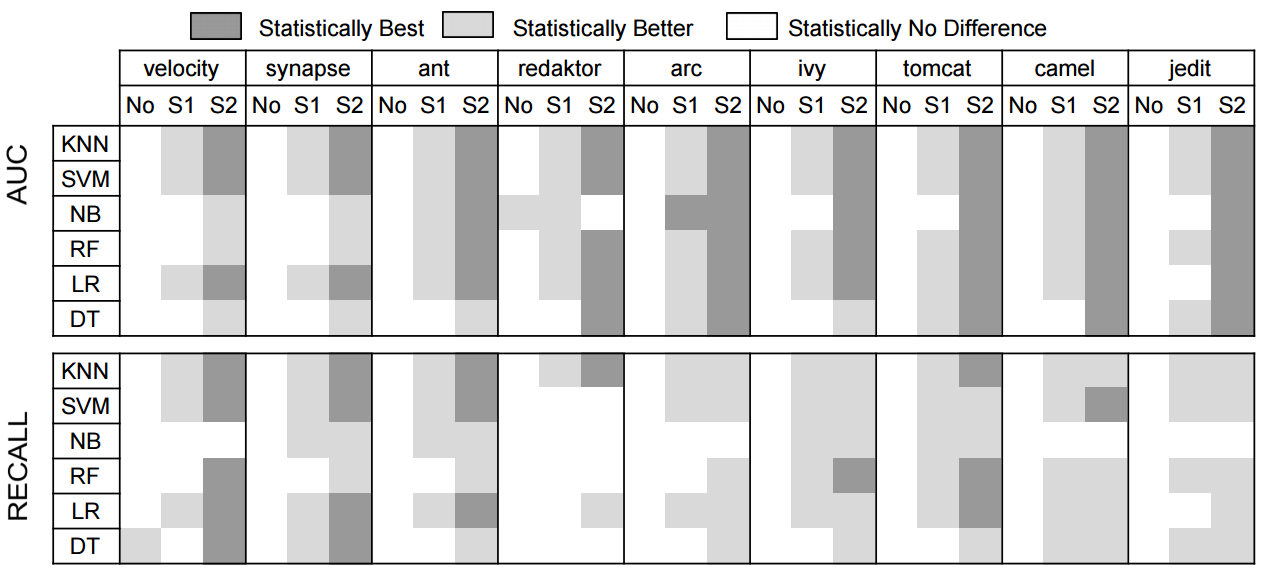 Statistically Best Statistically Better Statistically No Difference
velocity synapse ant redaktor arc ivy tomcat camel jedit
No S1 S2 No S1 S2 No S1 S2 No S1 S2 No S1 S2 No S1 S2 No S1 S2 No S1 S2 No S1 S2
AUC
KNN
SVM
NB
RF
LR
DT
RECALL
KNN
SVM
NB
RF
LR
DT